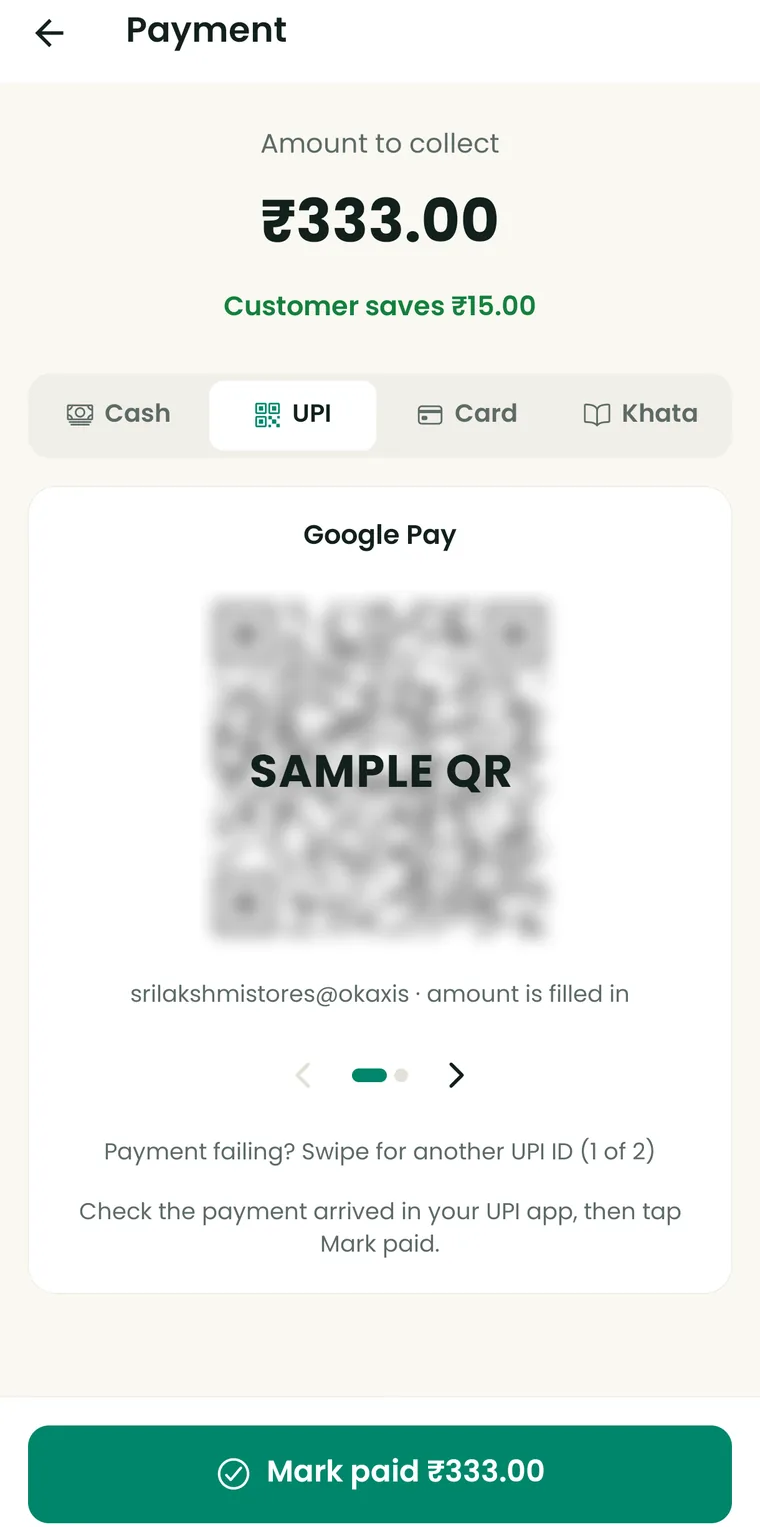 Payment
Amount to collect
₹333.00
Customer saves ₹15.00
Cash
UPI
Card
Khata
Google Pay
SAMPLE QR
srilakshmistores@okaxis · amount is filled in
Payment failing? Swipe for another UPI ID (1 of 2)
Check the payment arrived in your UPI app, then tap
Mark paid.
Mark paid ₹333.00